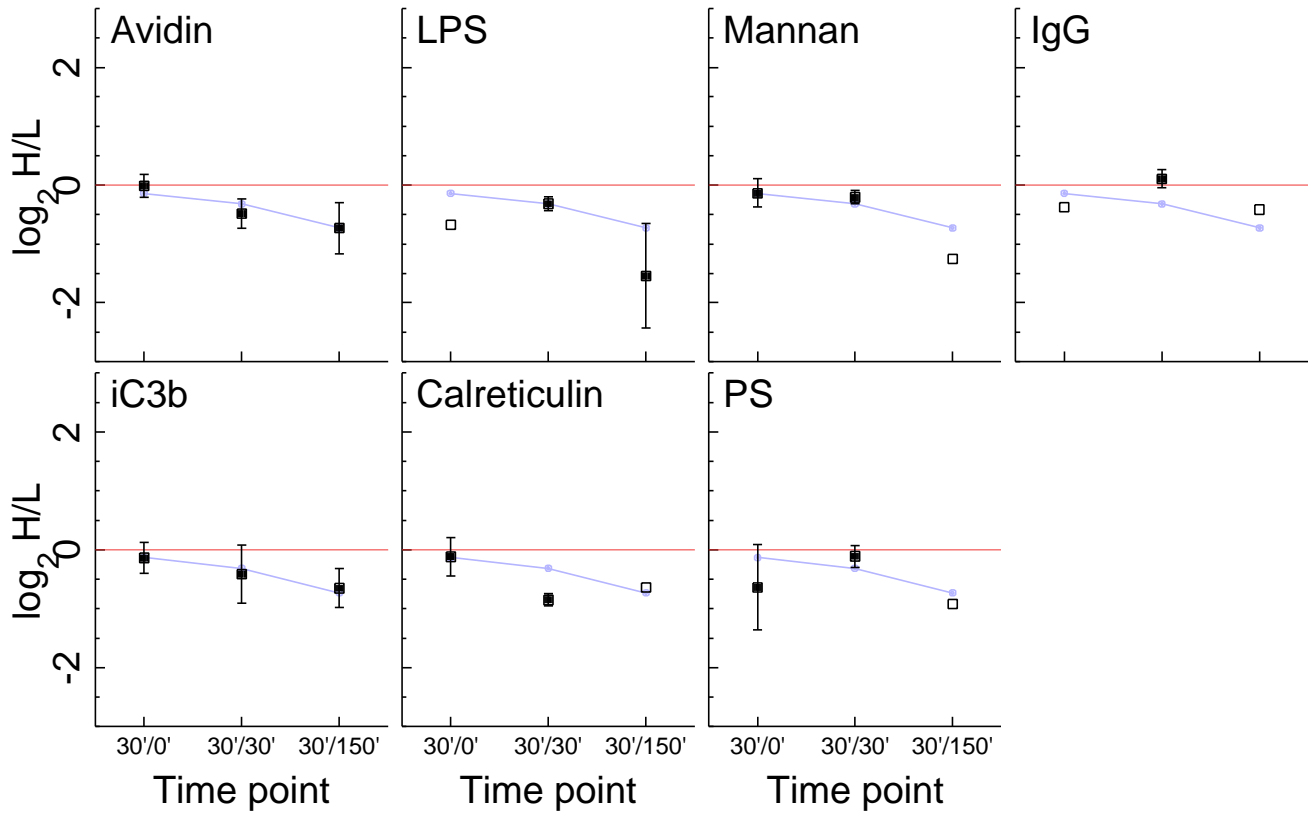 Avidin LPS Mannan IgG
log2 H/L
2
0
-2
iC3b Calreticulin PS
log2 H/L
2
0
-2
30'/0' 30'/30' 30'/150' 30'/0' 30'/30' 30'/150' 30'/0' 30'/30' 30'/150'
Time point Time point Time point